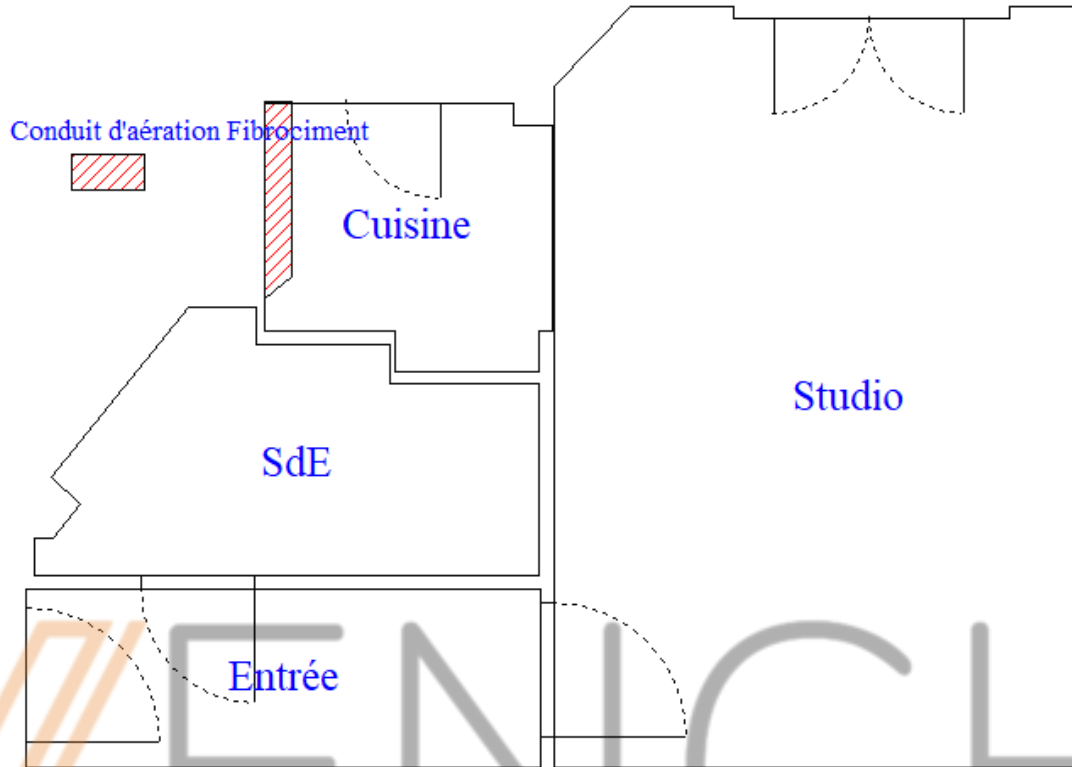 Conduit d'aération Fibrociment
Cuisine
Studio
SdE
Entrée